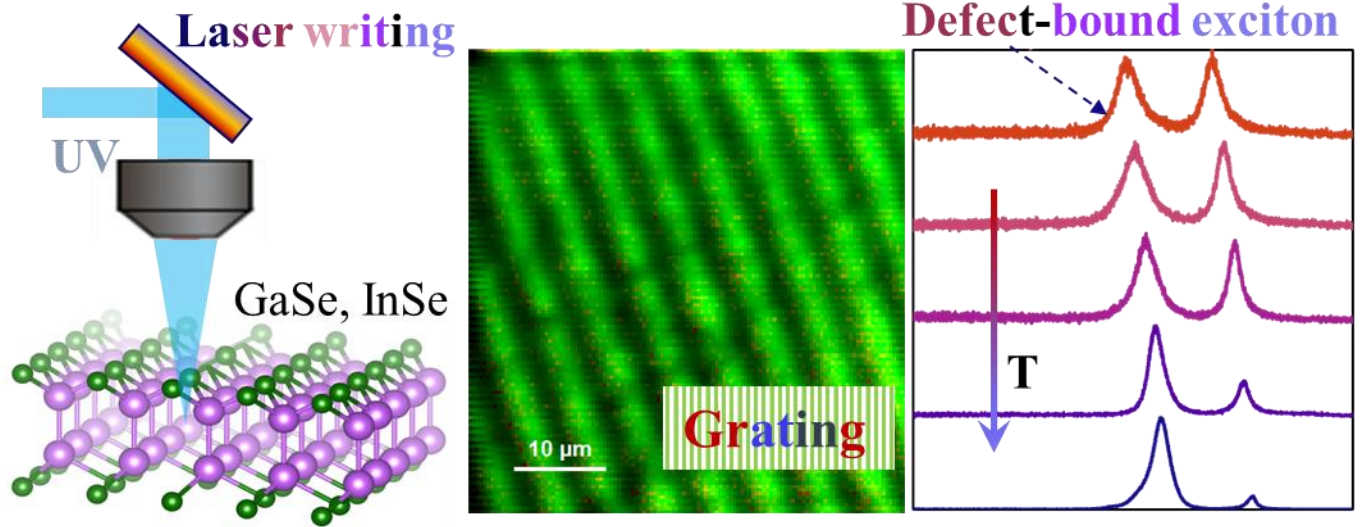 Laser writing
UV
GaSe, InSe
Grating
10 µm
Defect-bound exciton
T